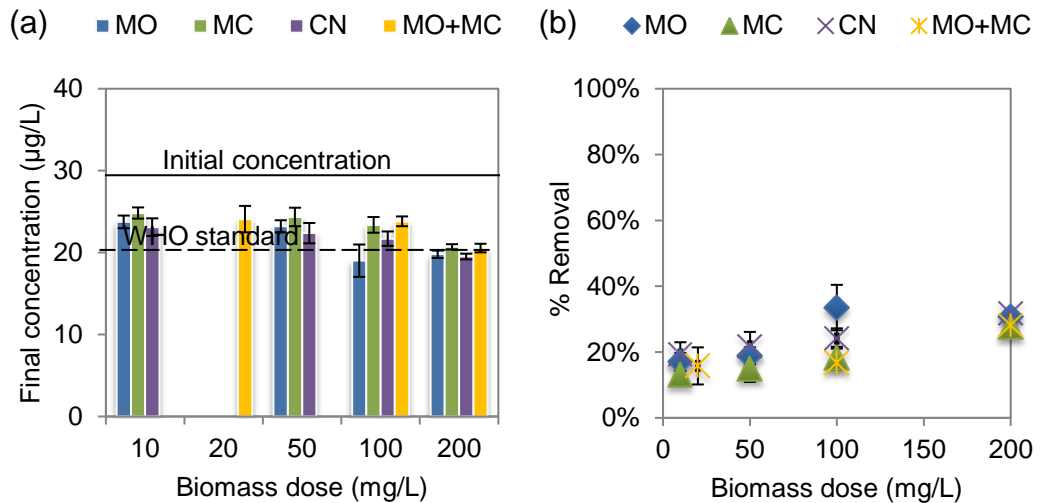 (a) MO MC CN MO+MC
Final concentration (µg/L)
40
30
20
10
0
Initial concentration
WHO standard
10 20 50 100 200
Biomass dose (mg/L)
(b) MO MC CN MO+MC
% Removal
100%
80%
60%
40%
20%
0%
0 50 100 150 200
Biomass dose (mg/L)